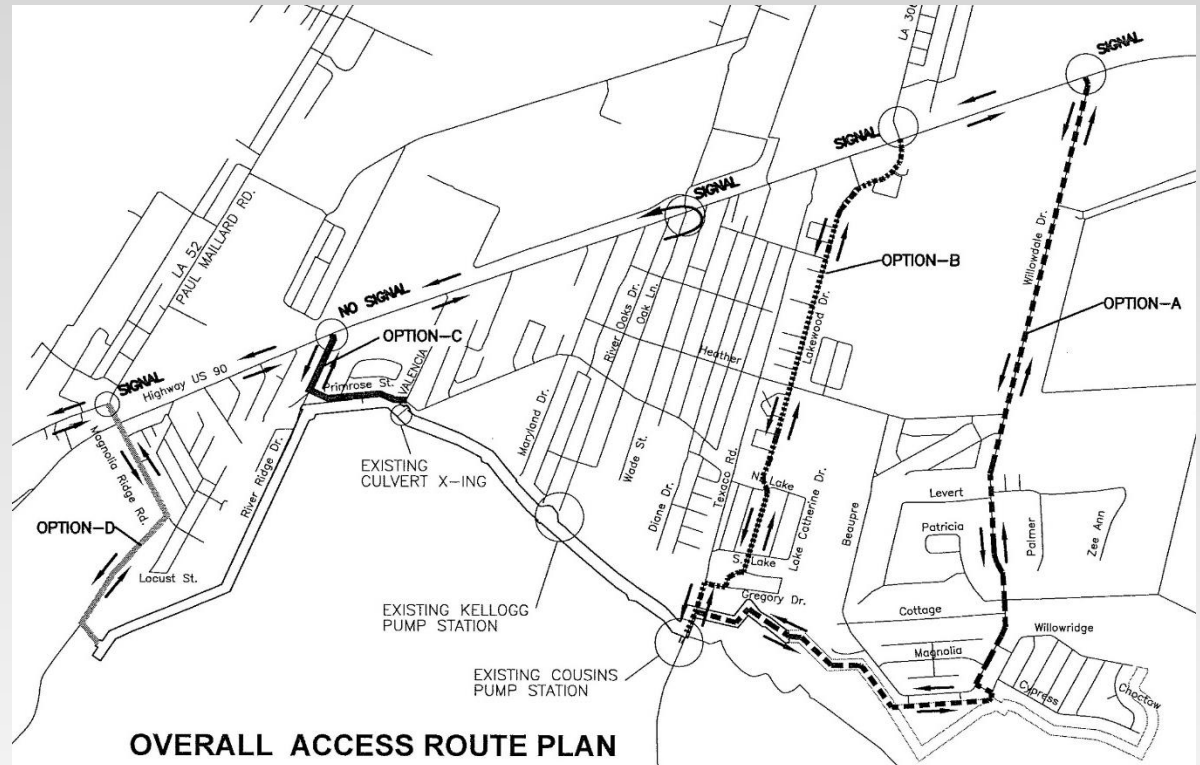 LA 306
SIGNAL
SIGNAL
SIGNAL
LA 52
PAUL MAILLARD RD.
NO SIGNAL
OPTION-B
Willowdale Dr.
OPTION-A
River Oaks Dr.
Oak Ln.
Lakewood Dr.
OPTION-C
Heather
SIGNAL
Highway US 90
Primrose St.
VALENCIA
Magnolia Ridge Rd.
River Ridge Dr.
Maryland Dr.
Wade St.
EXISTING
CULVERT X-ING
Diane Dr.
Texaco Rd.
N. Lake
Lake Catherine Dr.
Beaupre
Levert
Patricia
Palmer
Zee Ann
OPTION-D
Locust St.
S. Lake
Gregory Dr.
Cottage
Willowridge
EXISTING KELLOGG
PUMP STATION
Magnolia
EXISTING COUSINS
PUMP STATION
Cypress
Choctaw
OVERALL ACCESS ROUTE PLAN